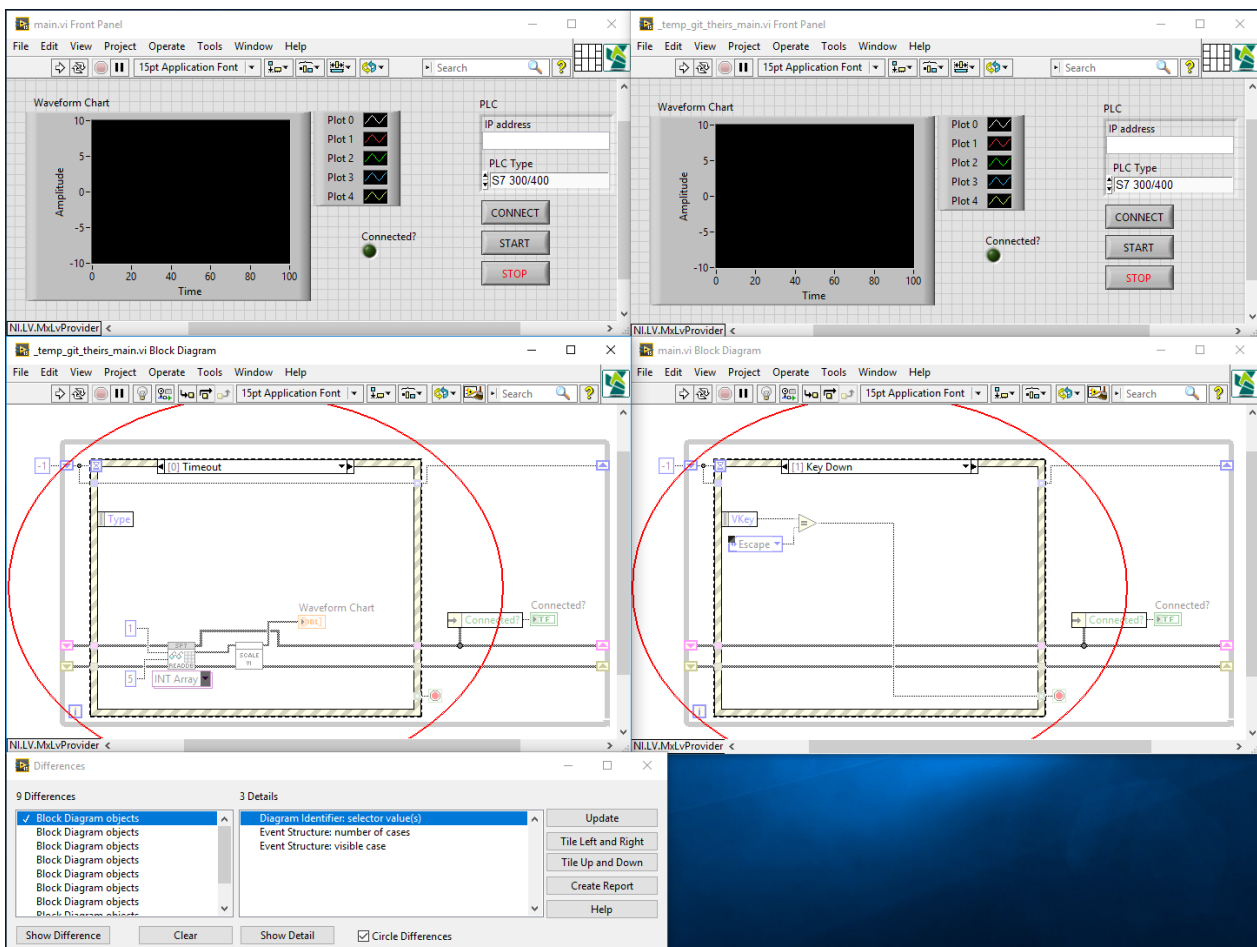 main.vi Front Panel
File Edit View Project Operate Tools Window Help
15pt Application Font
Search
Waveform Chart
Amplitude
10
5
0
-5
-10
0 20 40 60 80 100
Time
Plot 0
Plot 1
Plot 2
Plot 3
Plot 4
Connected?
PLC
IP address
PLC Type
S7 300/400
CONNECT
START
STOP
NI.LV.MxLvProvider <
_temp_git_theirs_main.vi Front Panel
File Edit View Project Operate Tools Window Help
15pt Application Font
Search
Waveform Chart
Amplitude
10
5
0
-5
-10
0 20 40 60 80 100
Time
Plot 0
Plot 1
Plot 2
Plot 3
Plot 4
Connected?
PLC
IP address
PLC Type
S7 300/400
CONNECT
START
STOP
NI.LV.MxLvProvider <
_temp_git_theirs_main.vi Block Diagram
File Edit View Project Operate Tools Window Help
15pt Application Font
Search
-1
[0] Timeout
Type
Waveform Chart
DBL
1
READDB
SCALE
5
INT Array
Connected?
Connected?
TF
i
NI.LV.MxLvProvider <
main.vi Block Diagram
File Edit View Project Operate Tools Window Help
15pt Application Font
Search
-1
[1] Key Down
VKey
=
Escape
Connected?
Connected?
TF
i
NI.LV.MxLvProvider <
Differences
9 Differences
✓ Block Diagram objects
Block Diagram objects
Block Diagram objects
Block Diagram objects
Block Diagram objects
Block Diagram objects
Block Diagram objects
Block Diagram objects
3 Details
Diagram Identifier: selector value(s)
Event Structure: number of cases
Event Structure: visible case
Update
Tile Left and Right
Tile Up and Down
Create Report
Help
Show Difference
Clear
Show Detail
Circle Differences